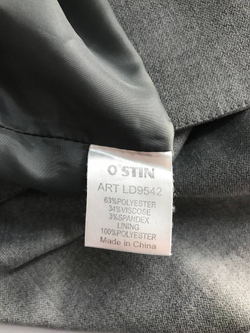 O'STIN
ART LD9542
63%POLYESTER
34%VISCOSE
3%SPANDEX
LINING
100%POLYESTER
Made in China